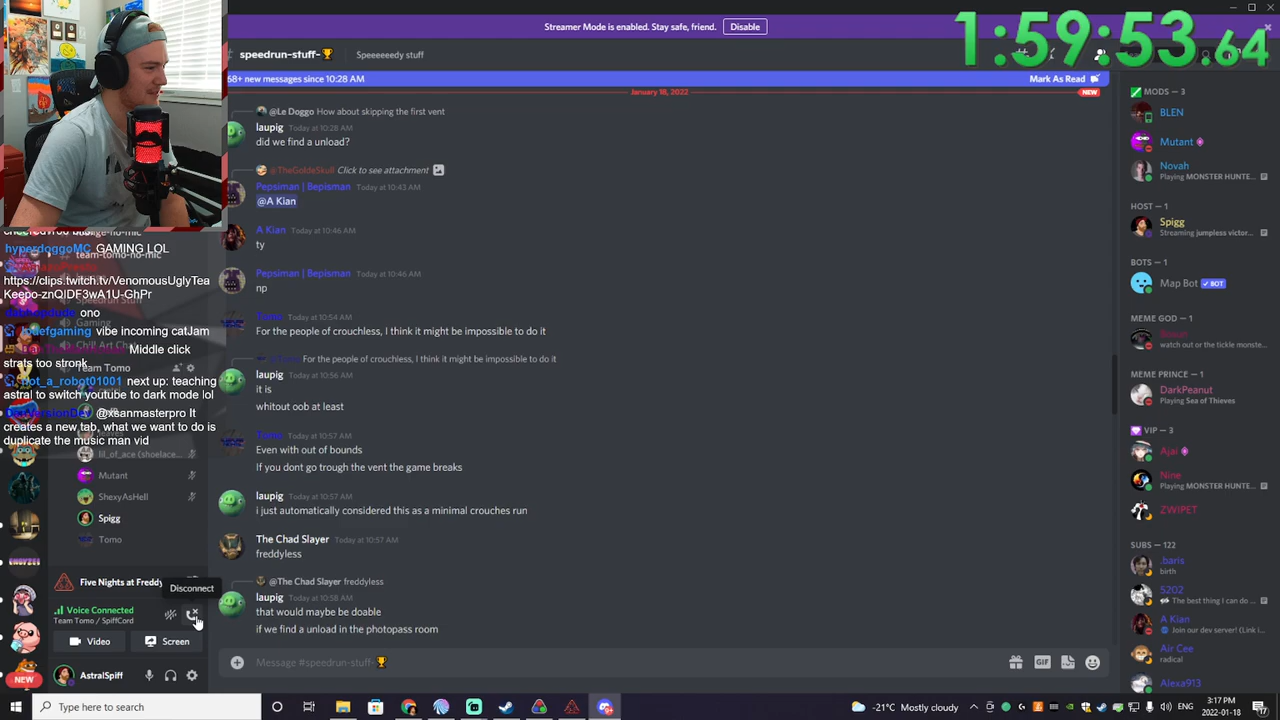 Streamer Mode is Enabled. Stay safe, friend. Disable
eeeeeedy stuff
68+ new messages since 10:28 AM
Mark As Read
January 18, 2022
NEW
@Le Doggo How about skipping the first vent
laupig Today at 10:28 AM
did we find a unload?
@TheGoldeSkull Click to see attachment
Pepsiman | Bepisman Today at 10:43 AM
@A Kian
A Kian Today at 10:46 AM
ty
Pepsiman | Bepisman Today at 10:46 AM
np
Tomo Today at 10:54 AM
For the people of crouchless, I think it might be impossible to do it
For the people of crouchless, I think it might be impossible to do it
laupig Today at 10:56 AM
it is
whitout oob at least
Tomo Today at 10:57 AM
Even with out of bounds
If you dont go trough the vent the game breaks
laupig Today at 10:57 AM
i just automatically considered this as a minimal crouches run
The Chad Slayer Today at 10:57 AM
freddyless
@The Chad Slayer freddyless
laupig Today at 10:58 AM
that would maybe be doable
if we find a unload in the photopass room
Message #speedrun-stuff-🏆
GIF
MODS — 3
BLEN
Mutant
Novah
Playing MONSTER HUNTE...
HOST — 1
Spigg
Streaming jumpless victor...
BOTS — 1
Map Bot BOT
MEME GOD — 1
watch out or the tickle monste...
MEME PRINCE — 1
DarkPeanut
Playing Sea of Thieves
VIP — 3
Ajai
Nine
Playing MONSTER HUNTE...
ZWIPET
SUBS — 122
.baris
birth
5202
The best thing I can do ...
A Kian
Join our dev server! (Link i...
Air Cee
radical
Alexa913
team-tomo-no-mic
hyperdoggoMC GAMING LOL
https://clips.twitch.tv/VenomousUglyTea
Keepo-znQIDF3wA1U-GhPr
Speedrun Stuff
ono
Gaming
vibe incoming catJam
Chill Art Chat
Middle click
strats too stronk
Team Tomo
not_a_robot01001 next up: teaching
astral to switch youtube to dark mode lol
It
creates a new tab, what we want to do is
duplicate the music man vid
lil_of_ace (shoelace...
Mutant
ShexyAsHell
Spigg
Tomo
Five Nights at Freddy
Disconnect
Voice Connected
Team Tomo / SpiffCord
Video
Screen
AstralSpiff
NEW
Type here to search
-21°C Mostly cloudy
ENG
3:17 PM
2022-01-18